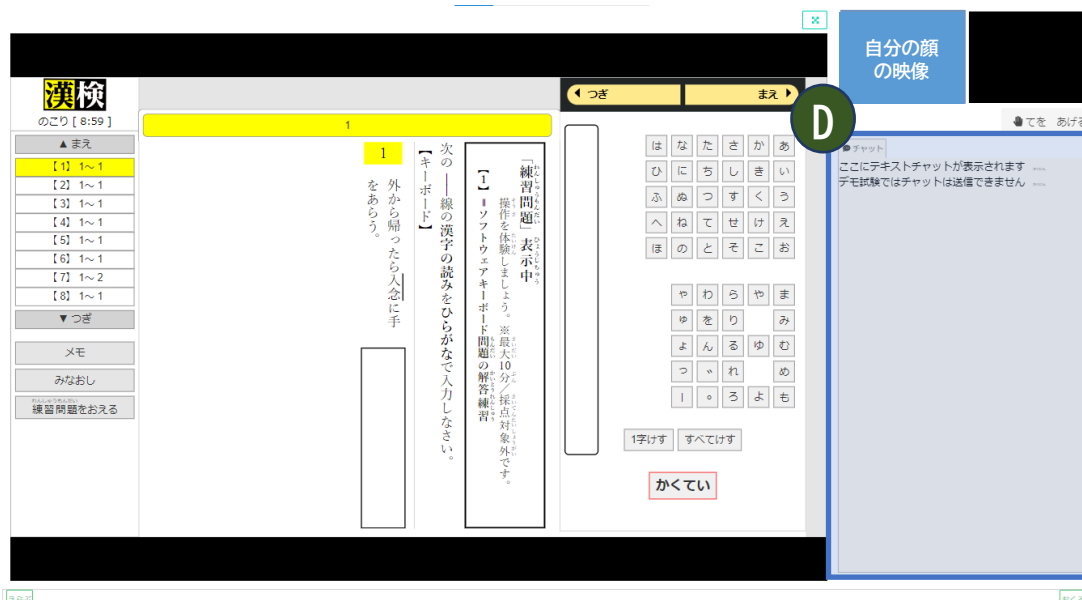 自分の顔
の映像
D
てを あげる
チャット
ここにテキストチャットが表示されます
デモ試験ではチャットは送信できません
漢検
のこり [ 8:59 ]
▲ まえ
【1】 1～ 1
【2】 1～ 1
【3】 1～ 1
【4】 1～ 1
【5】 1～ 1
【6】 1～ 1
【7】 1～ 2
【8】 1～ 1
▼ つぎ
メモ
みなおし
練習問題をおえる
1
「練習問題」表示中
操作を体験しましょう。※最大10分／採点対象外です。
【1】＝ソフトウェアキーボード問題の解答練習
次の――線の漢字の読みをひらがなで入力しなさい。
【キーボード】
1
外から帰ったら入念に手
をあらう。
つぎ
まえ
は な た さ か あ
ひ に ち し き い
ふ ぬ つ す く う
へ ね て せ け え
ほ の と そ こ お
ゃ わ ら や ま
ゅ を り み
ょ ん る ゆ む
っ ゛ れ め
ー ゜ ろ よ も
1字けす
すべてけす
かくてい